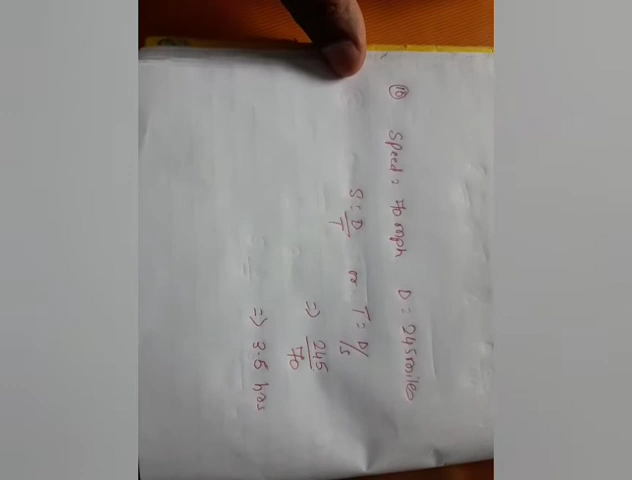 (10) Speed = 70 mph D = 245 miles
S = D/T or T = D/S
⇒ 245/70
⇒ 3.5 hrs